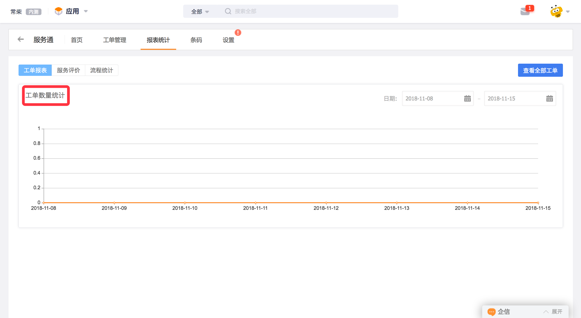 常柴 内测 应用 全部 搜索全部 1
服务通 首页 工单管理 报表统计 条码 设置
工单报表 服务评价 流程统计 查看全部工单
工单数量统计 日期: 2018-11-08 - 2018-11-15
1
0.8
0.6
0.4
0.2
0
2018-11-08 2018-11-09 2018-11-10 2018-11-11 2018-11-12 2018-11-13 2018-11-14 2018-11-15
企信 展开